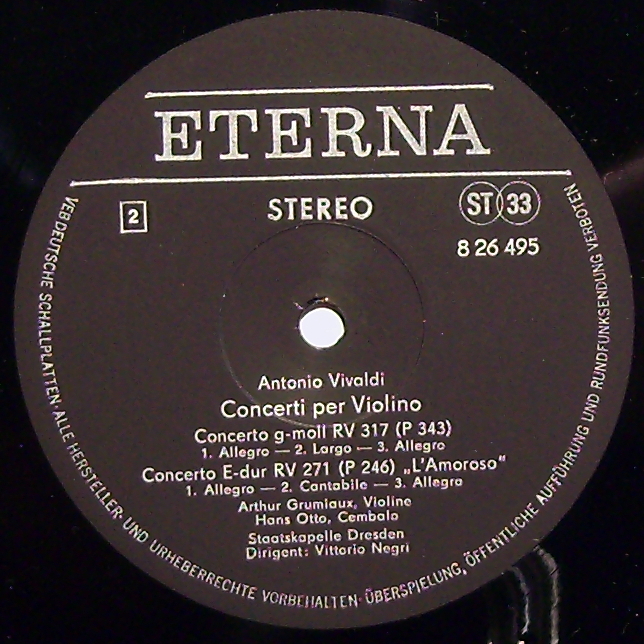 ETERNA
2
STEREO
ST 33
8 26 495
Antonio Vivaldi
Concerti per Violino
Concerto g-moll RV 317 (P 343)
1. Allegro — 2. Largo — 3. Allegro
Concerto E-dur RV 271 (P 246) „L'Amoroso"
1. Allegro — 2. Cantabile — 3. Allegro
Arthur Grumiaux, Violine
Hans Otto, Cembalo
Staatskapelle Dresden
Dirigent: Vittorio Negri
VEB DEUTSCHE SCHALLPLATTEN · ALLE HERSTELLER- UND URHEBERRECHTE VORBEHALTEN · ÜBERSPIELUNG, ÖFFENTLICHE AUFFÜHRUNG UND RUNDFUNKSENDUNG VERBOTEN